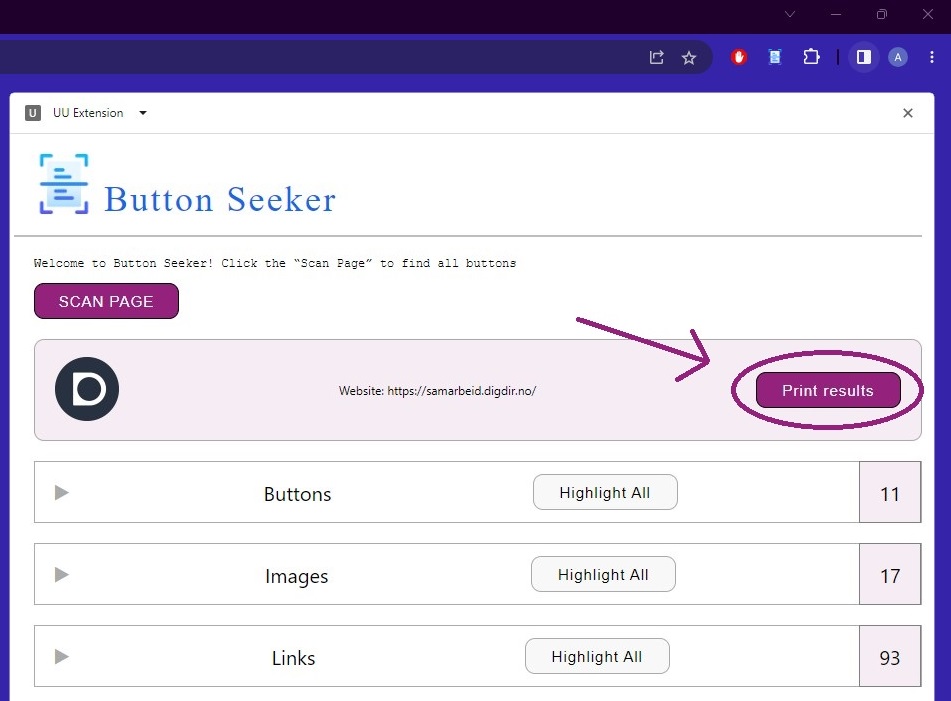 A
U UU Extension
Button Seeker
Welcome to Button Seeker! Click the “Scan Page” to find all buttons
SCAN PAGE
D Website: https://samarbeid.digdir.no/ Print results
Buttons Highlight All 11
Images Highlight All 17
Links Highlight All 93